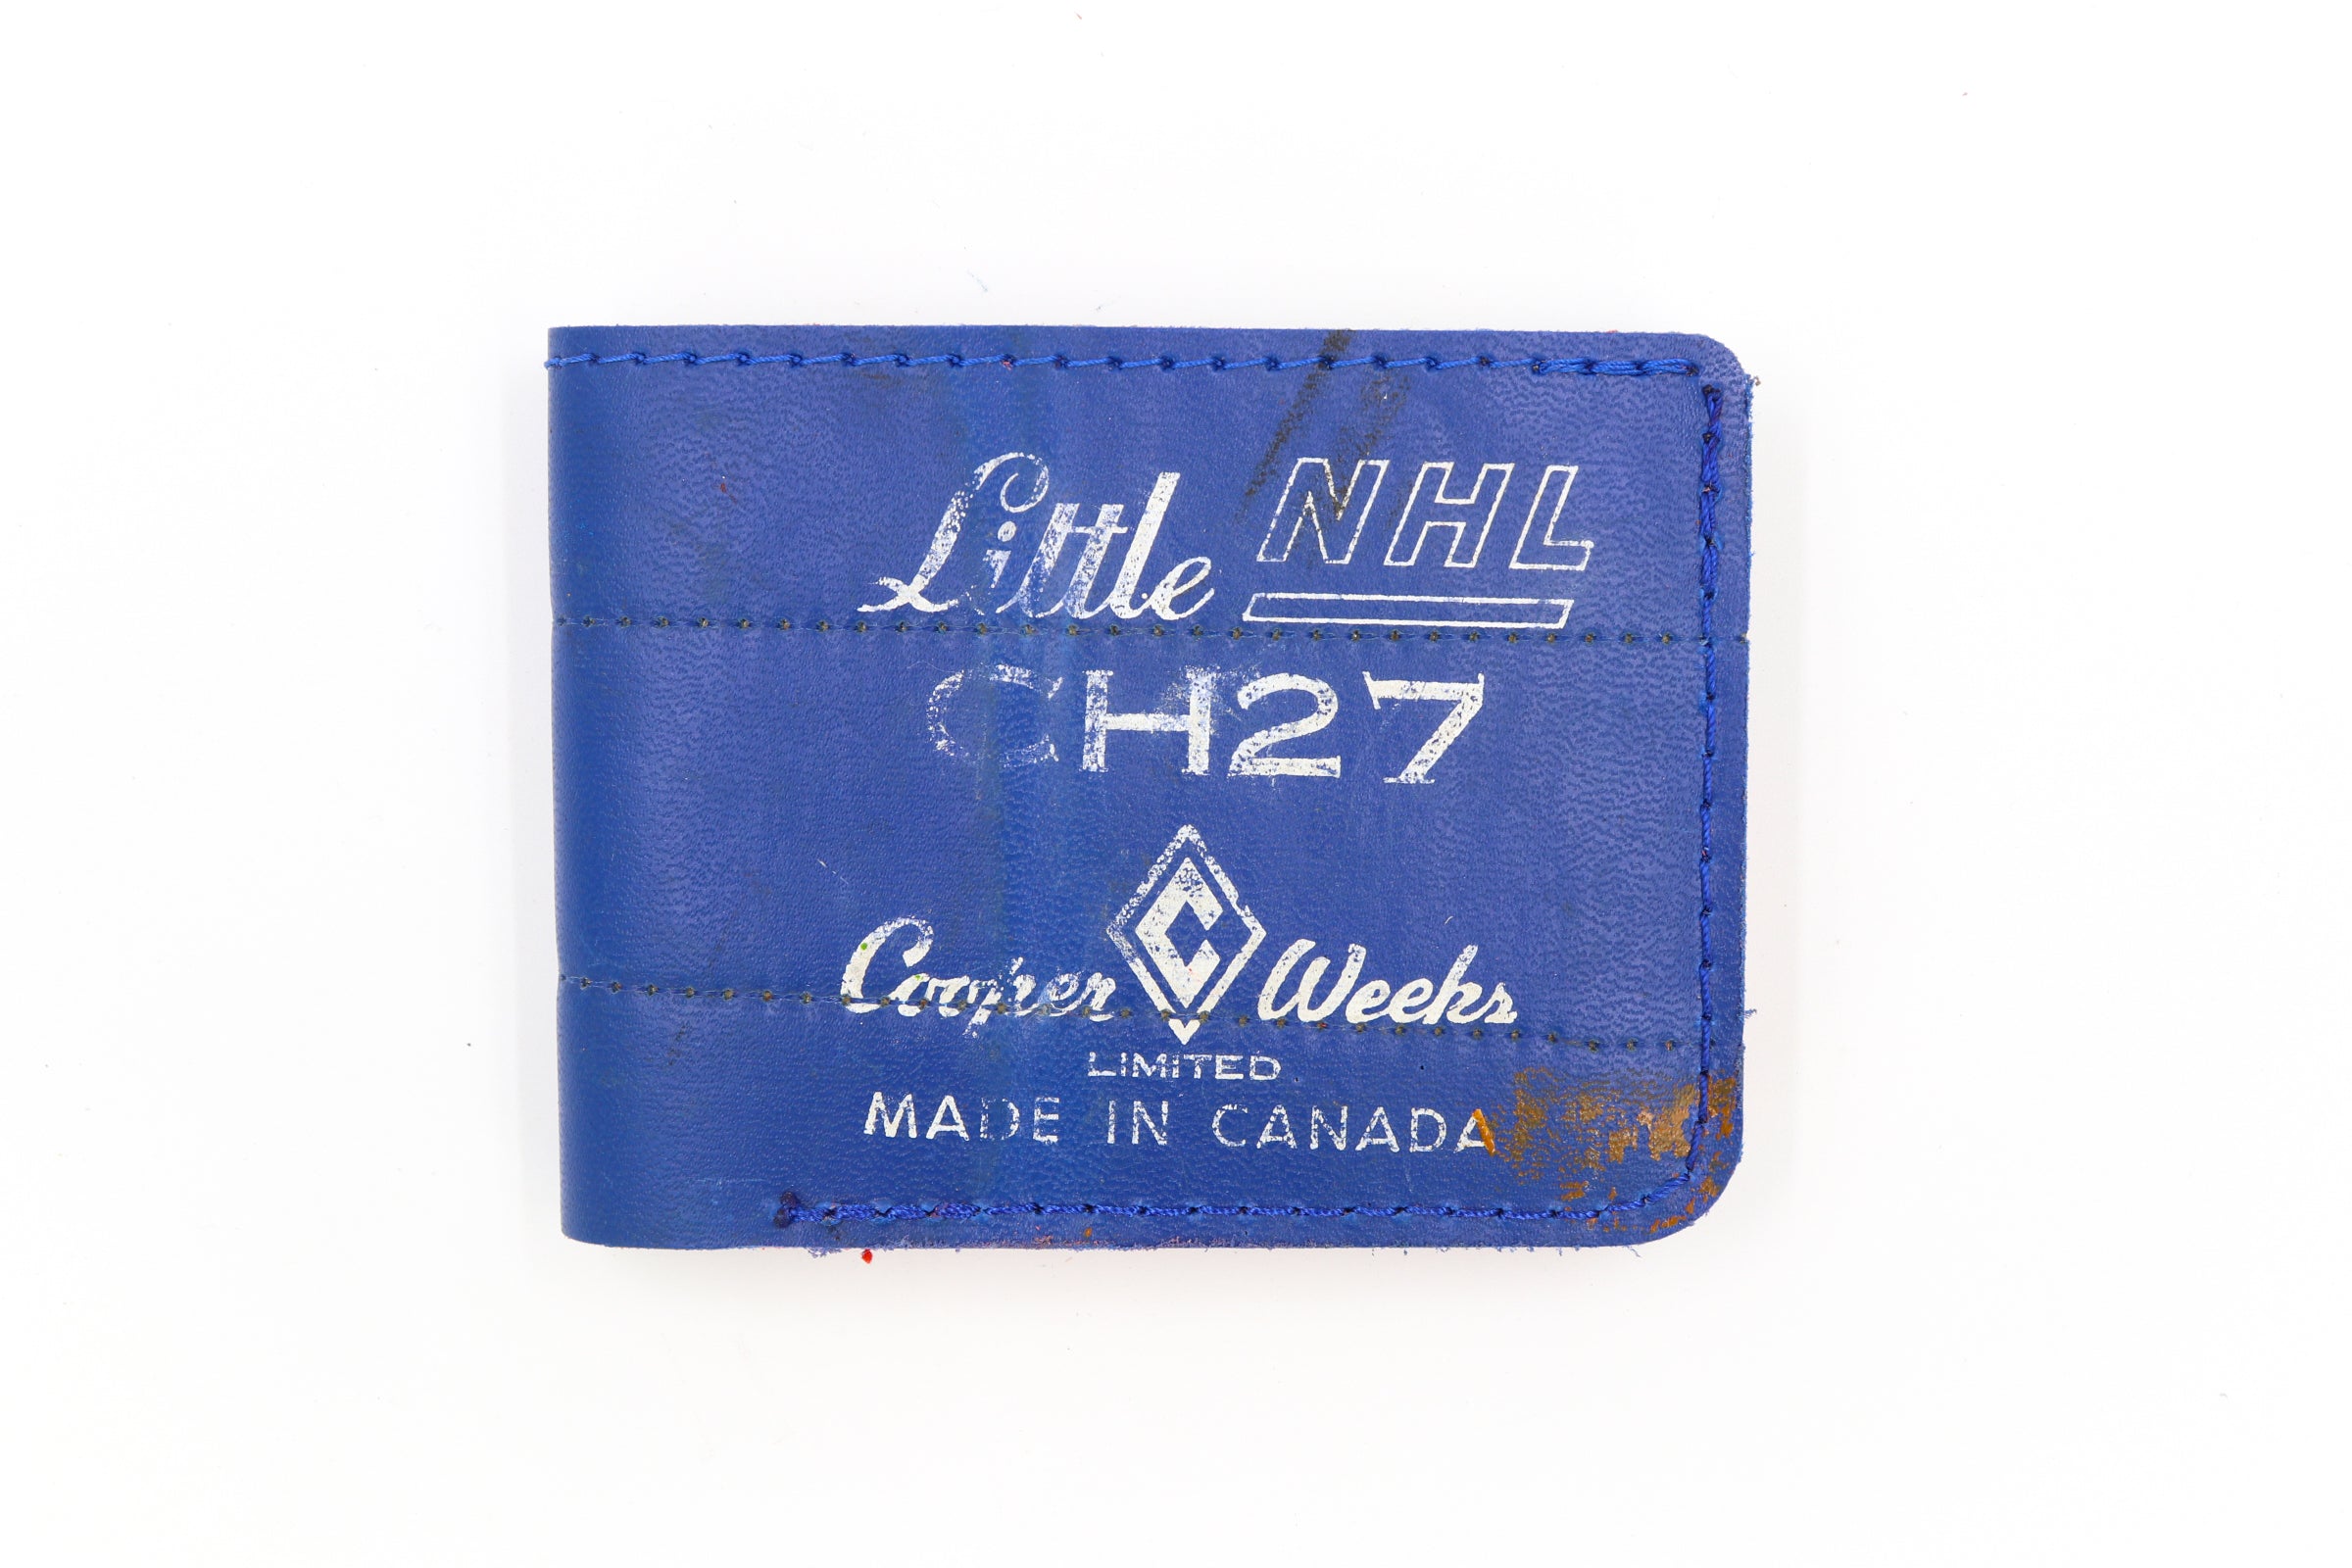 Little NHL
CH27
Cooper C Weeks
LIMITED
MADE IN CANADA